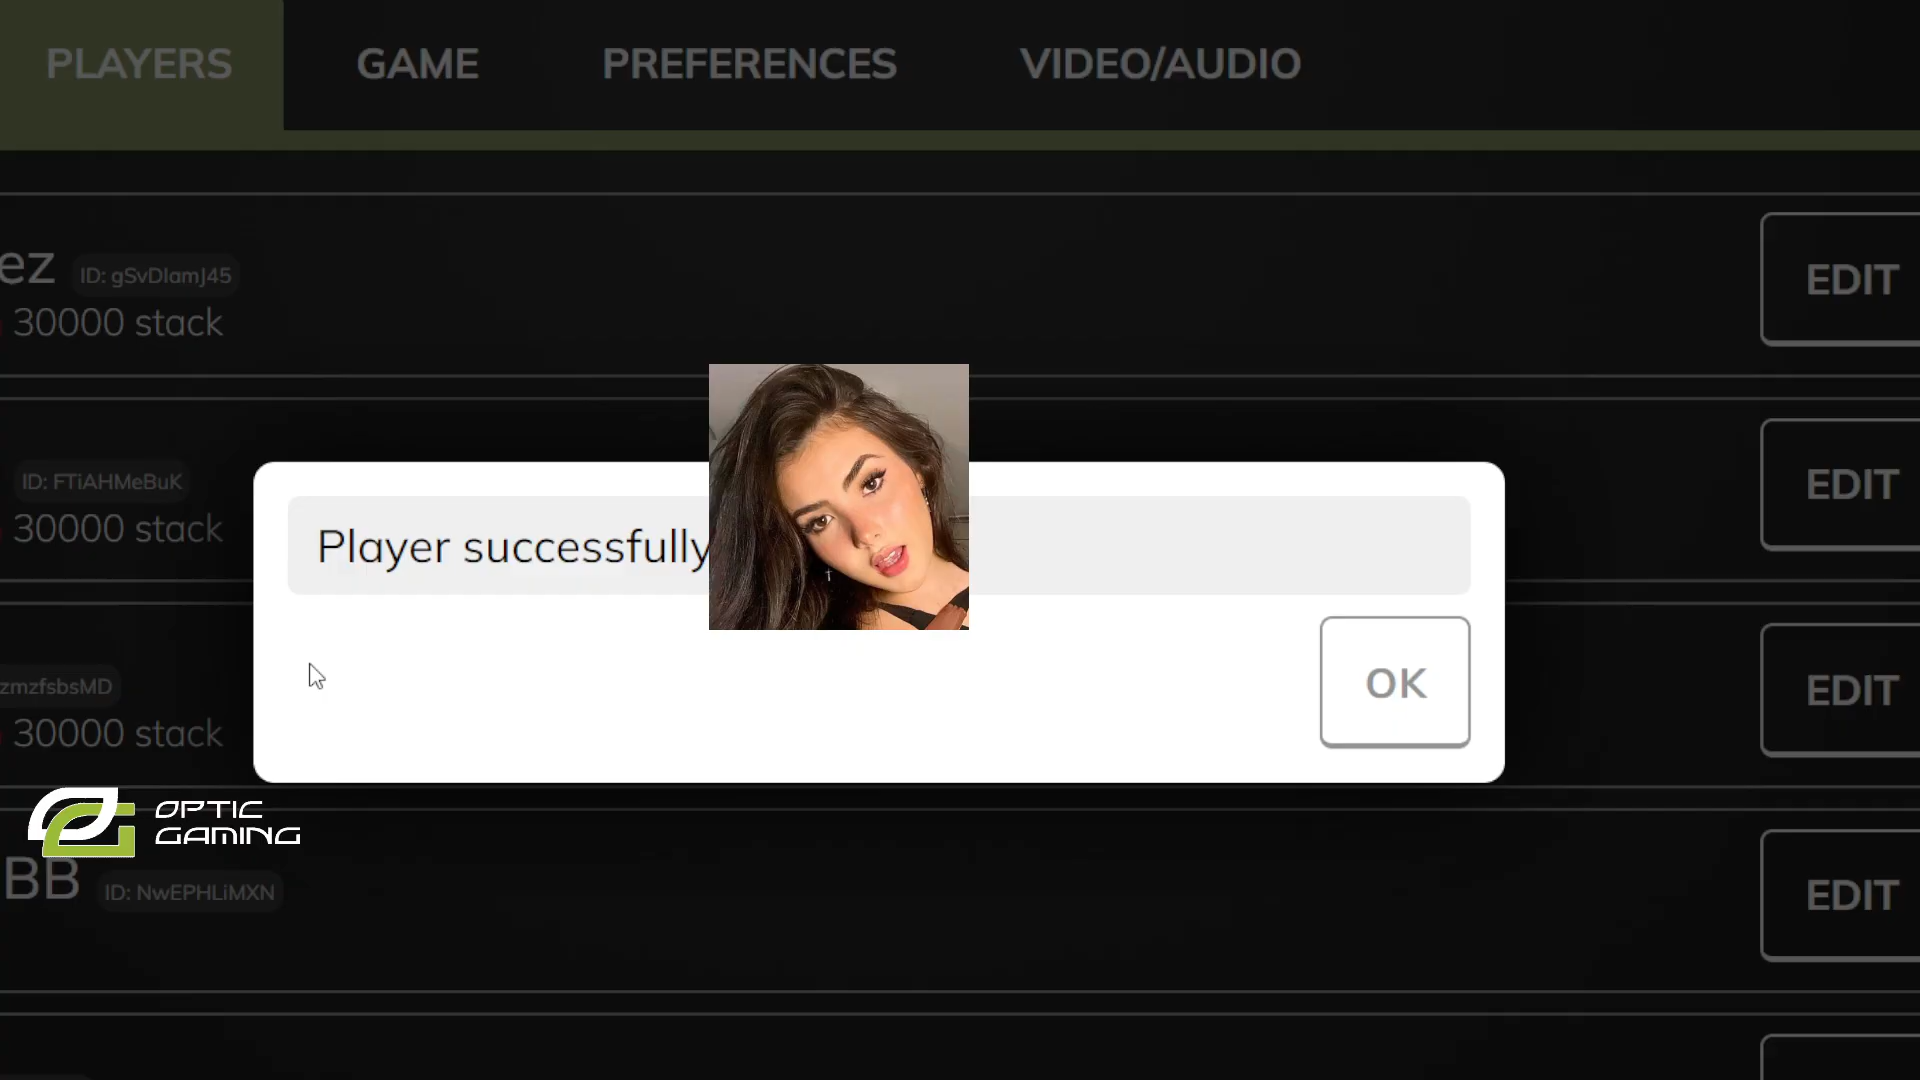 PLAYERS GAME PREFERENCES VIDEO/AUDIO
ez ID: gSvDIamJ45
30000 stack
EDIT
ID: FTiAHMeBuK
30000 stack
EDIT
Player successfully
OK
zmzfsbsMD
30000 stack
EDIT
OPTIC
GAMING
BB ID: NwEPHLiMXN
EDIT